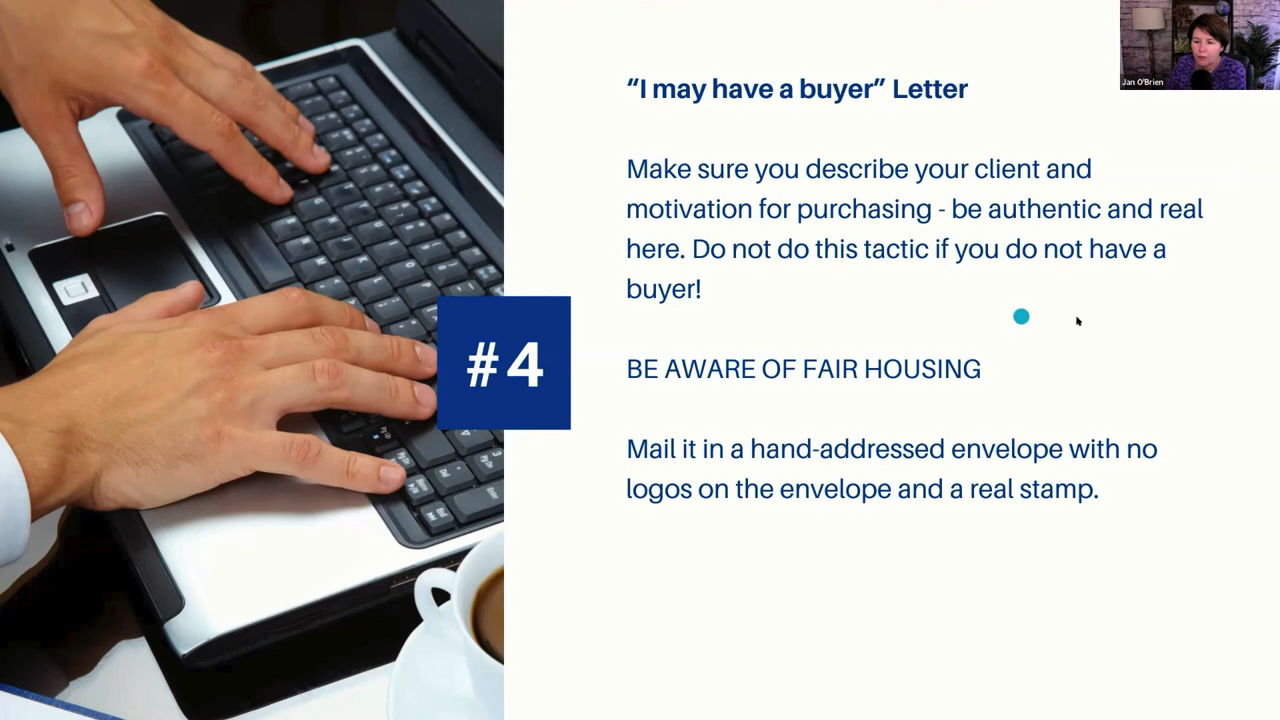 Jan O'Brien
“I may have a buyer” Letter
Make sure you describe your client and
motivation for purchasing - be authentic and real
here. Do not do this tactic if you do not have a
buyer!
#4
BE AWARE OF FAIR HOUSING
Mail it in a hand-addressed envelope with no
logos on the envelope and a real stamp.